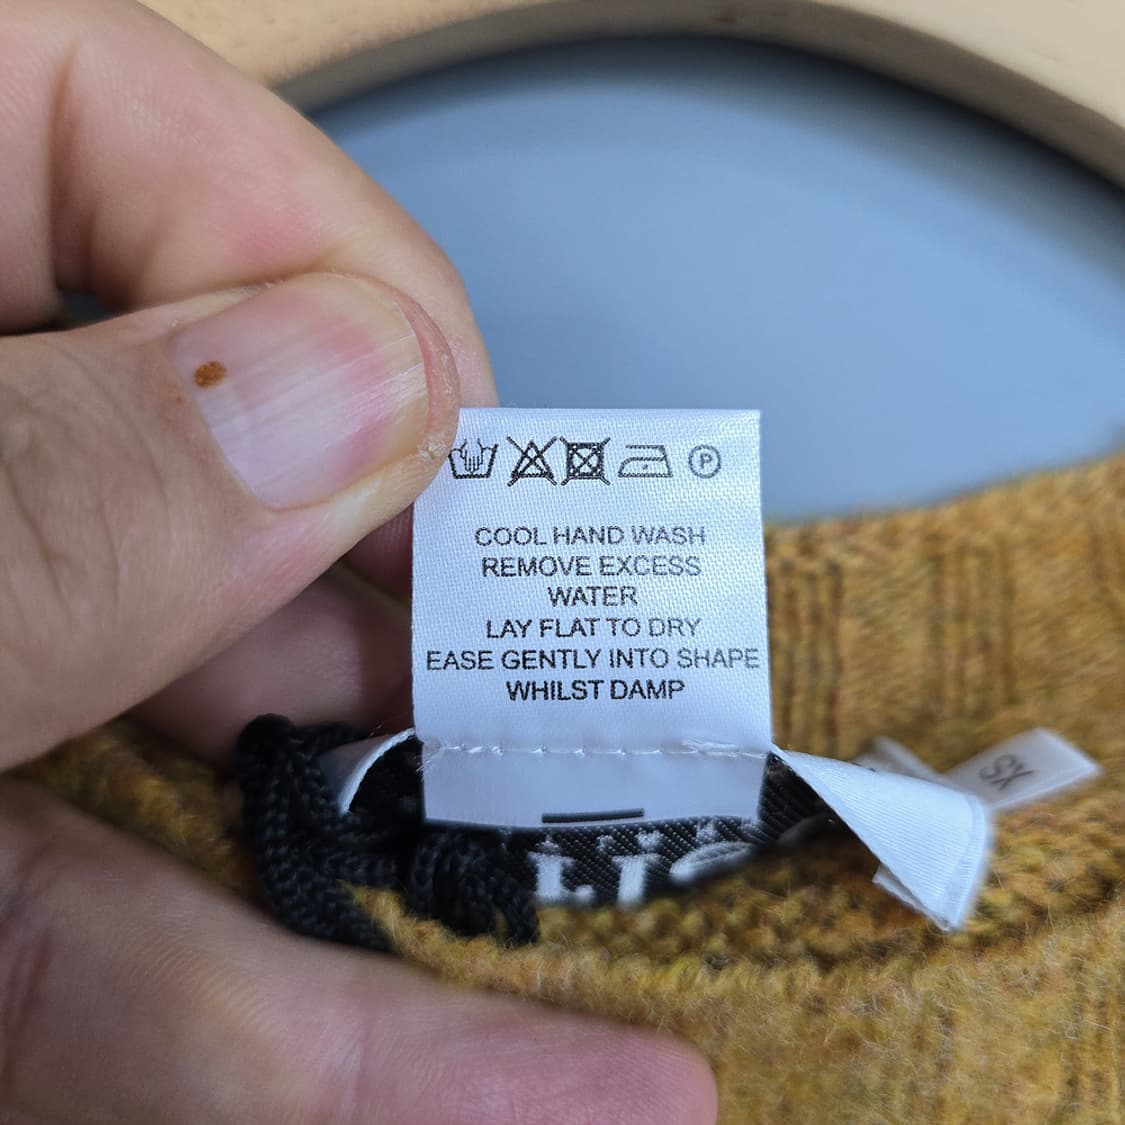 P
COOL HAND WASH
REMOVE EXCESS
WATER
LAY FLAT TO DRY
EASE GENTLY INTO SHAPE
WHILST DAMP
XS